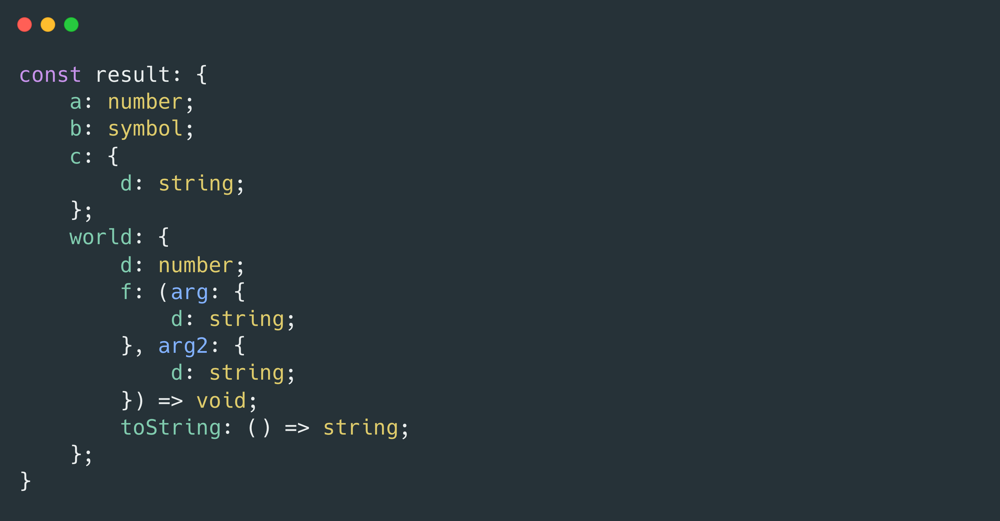 const result: {
    a: number;
    b: symbol;
    c: {
        d: string;
    };
    world: {
        d: number;
        f: (arg: {
            d: string;
        }, arg2: {
            d: string;
        }) => void;
        toString: () => string;
    };
}